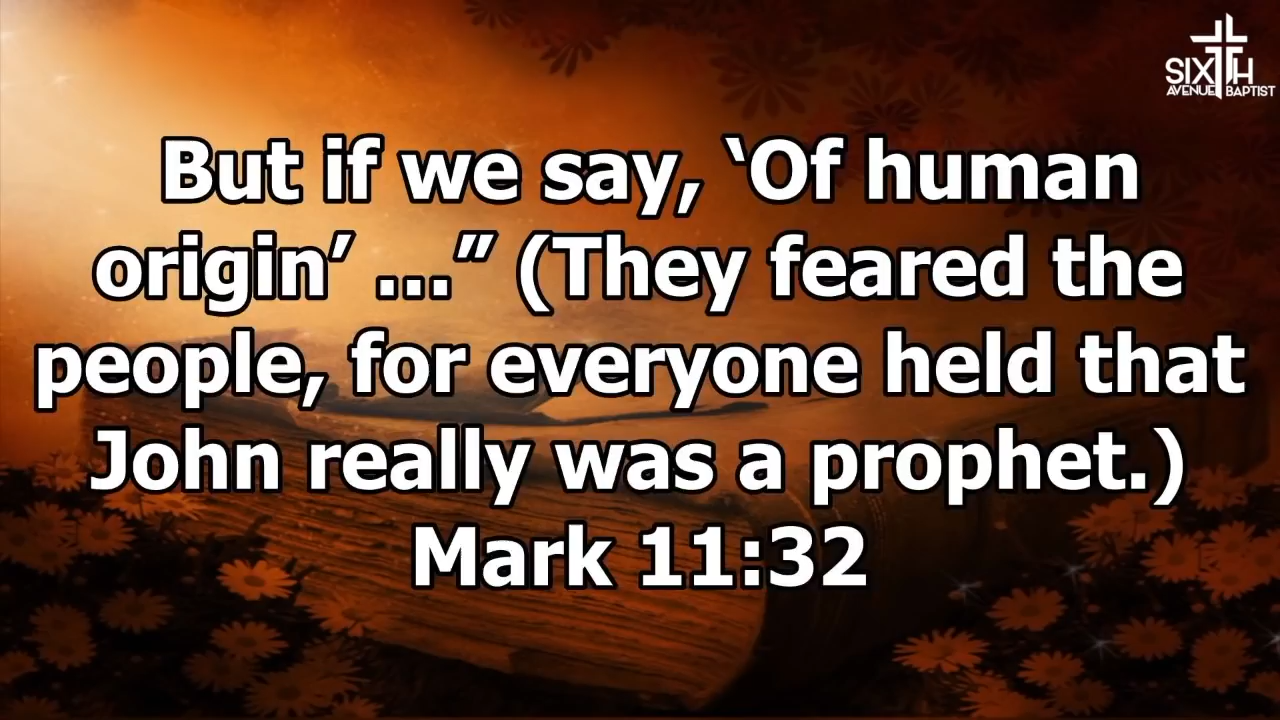 SIXTH
AVENUE BAPTIST
But if we say, ‘Of human
origin’ ...” (They feared the
people, for everyone held that
John really was a prophet.)
Mark 11:32